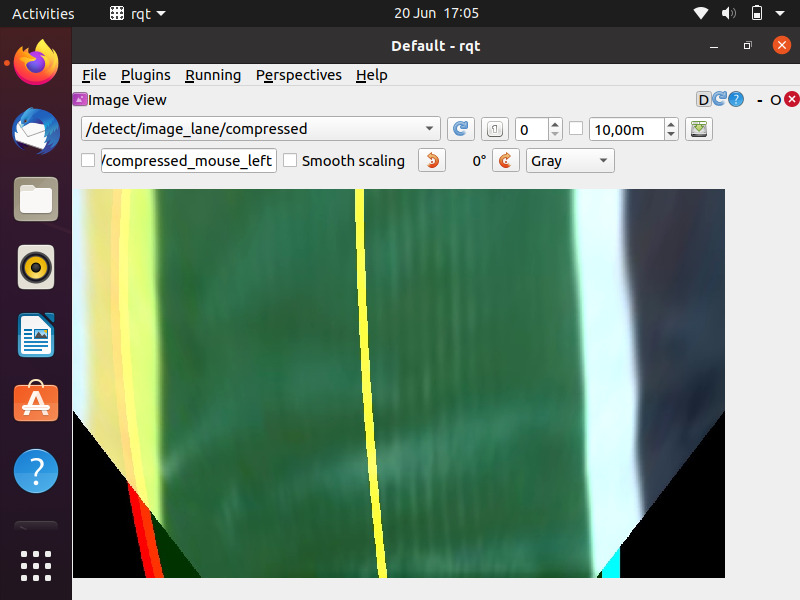 Activities rqt 20 Jun 17:05
Default - rqt
File Plugins Running Perspectives Help
Image View D - O
/detect/image_lane/compressed 0 10,00m
/compressed_mouse_left Smooth scaling 0° Gray